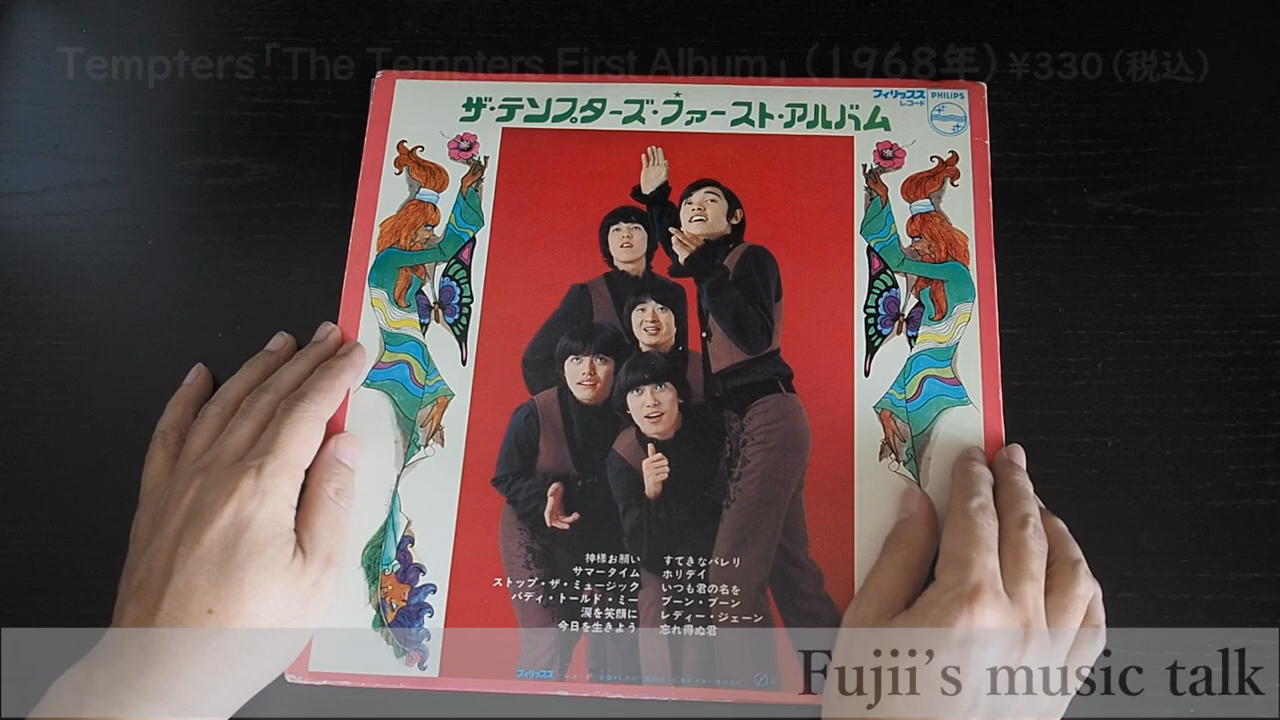 Tempters「The Tempters First Album」（1968年）¥330（税込）
フィリップス
レコード
PHILIPS
ザ・テンプターズ・ファースト・アルバム
神様お願い
サマータイム
ストップ・ザ・ミュージック
バディ・トールド・ミー
涙を笑顔に
今日を生きよう
すてきなバレリ
ホリデイ
いつも君の名を
ブーン・ブーン
レディー・ジェーン
忘れ得ぬ君
フィリップス レコード
Fujii's music talk